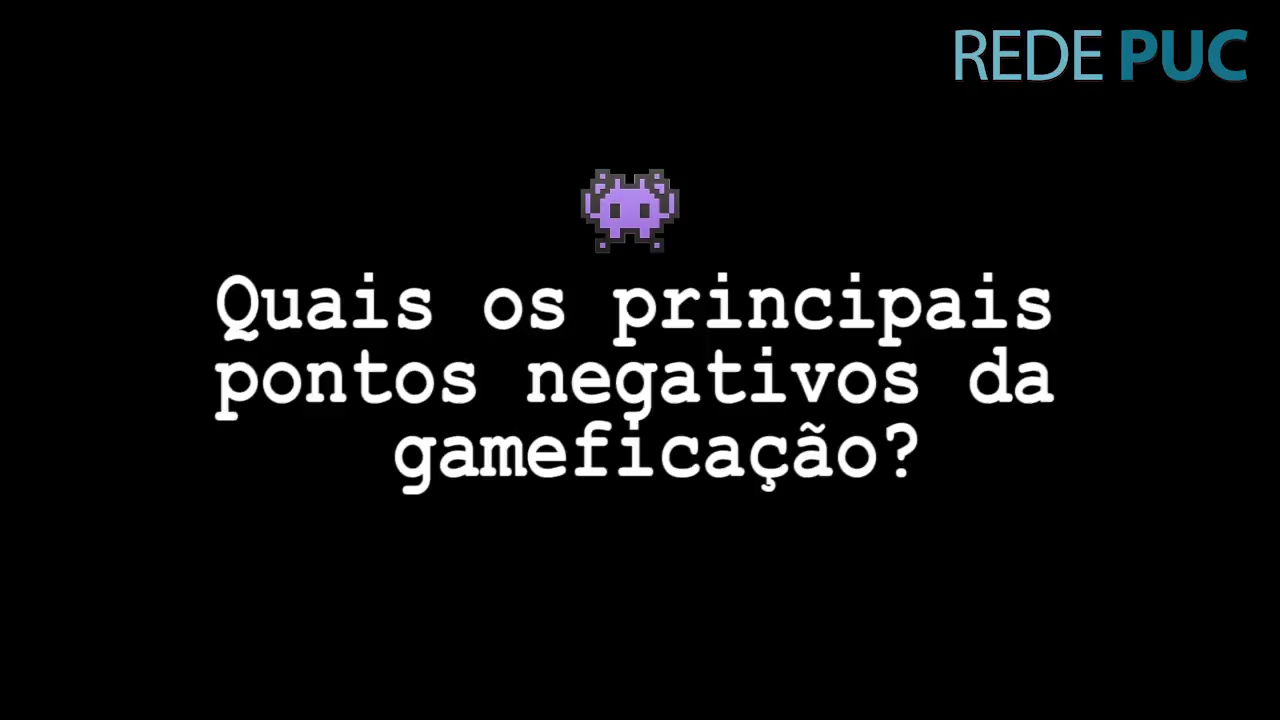 REDE PUC
Quais os principais
pontos negativos da
gameficação?